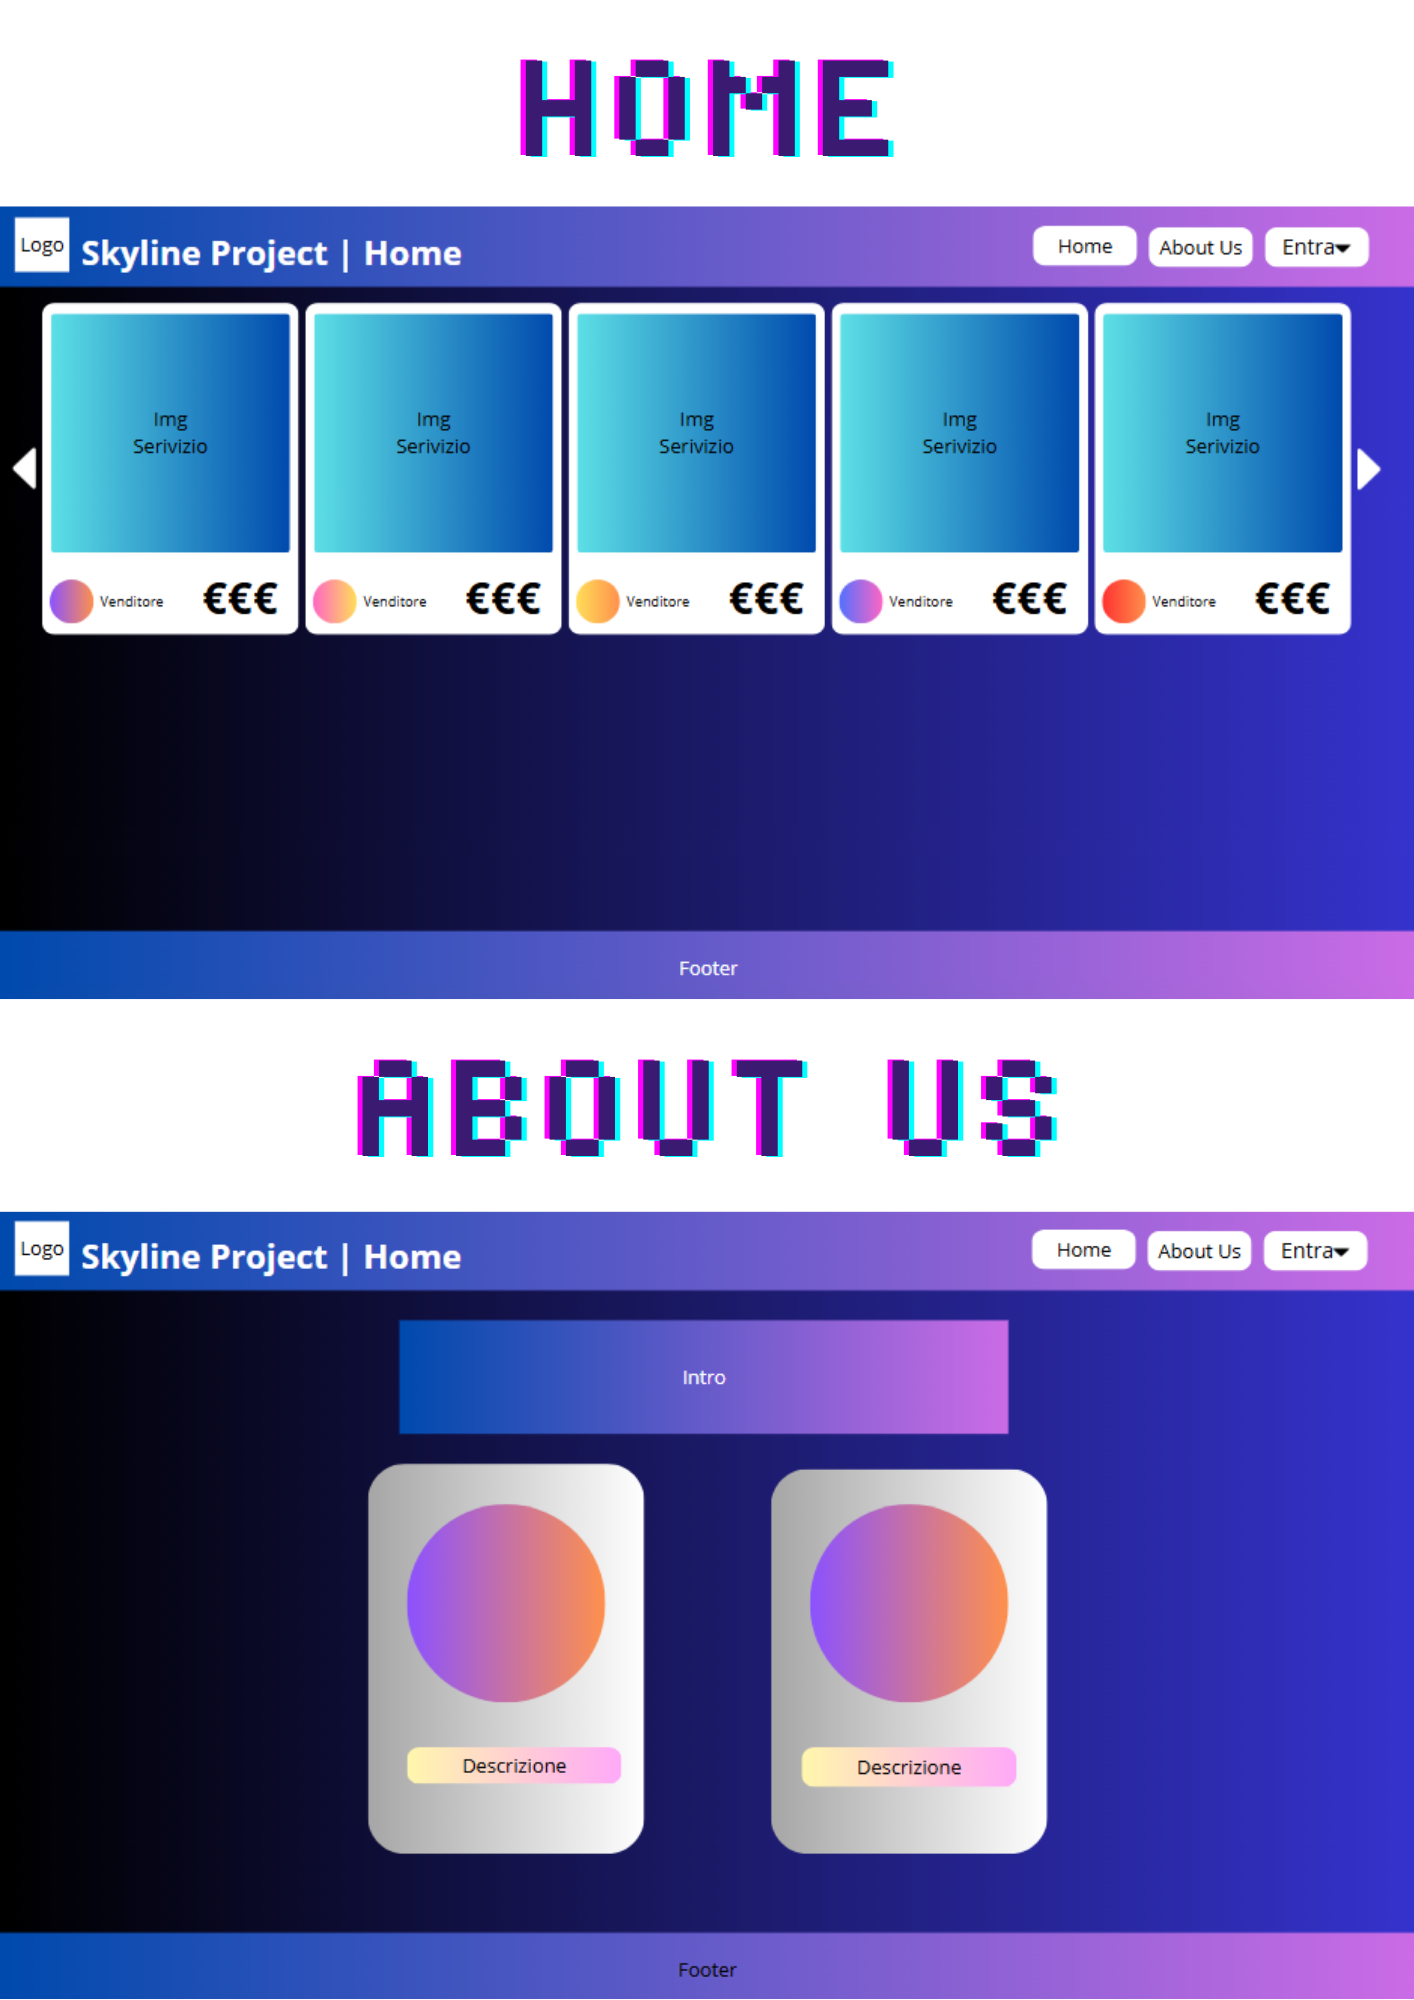 HOME
Logo
Skyline Project | Home
Home
About Us
Entra
Img
Serivizio
Img
Serivizio
Img
Serivizio
Img
Serivizio
Img
Serivizio
Venditore
€€€
Venditore
€€€
Venditore
€€€
Venditore
€€€
Venditore
€€€
Footer
ABOUT US
Logo
Skyline Project | Home
Home
About Us
Entra
Intro
Descrizione
Descrizione
Footer